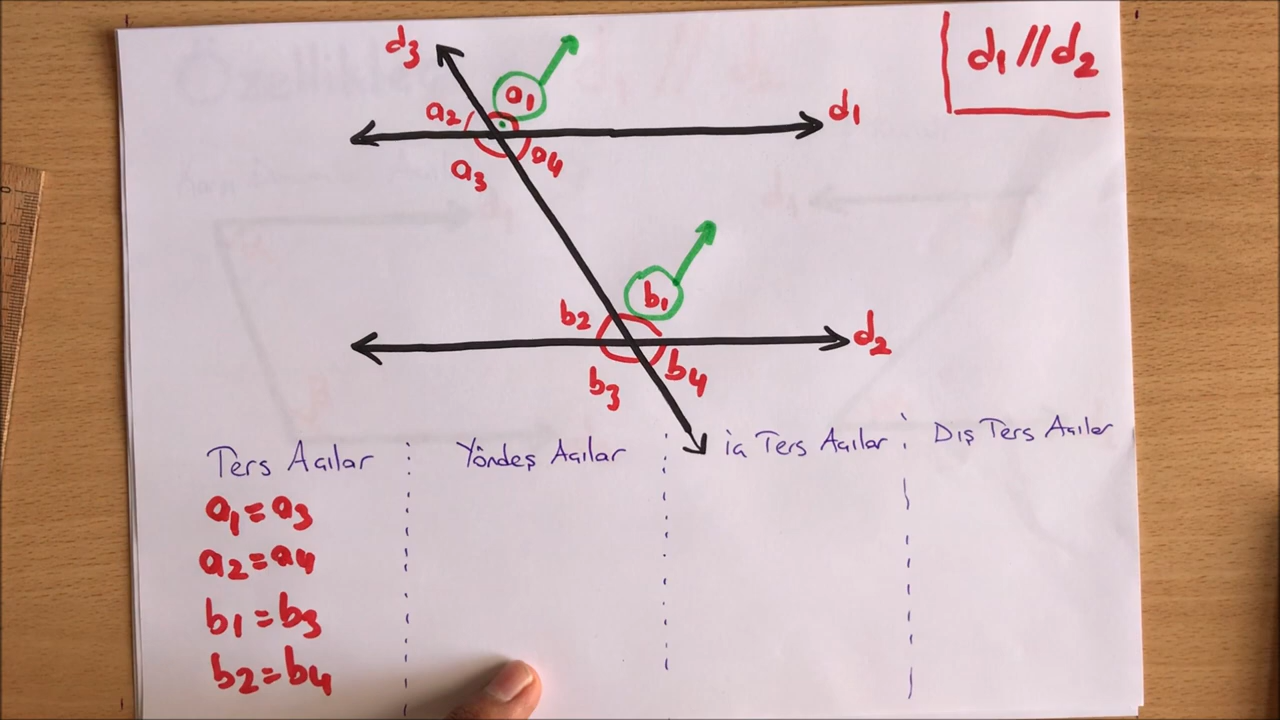 d3
a1
d1 // d2
a2
d1
a3
a4
b1
b2
d2
b3
b4
Ters Açılar
Yöndeş Açılar
iç Ters Açılar
Dış Ters Açılar
a1 = a3
a2 = a4
b1 = b3
b2 = b4